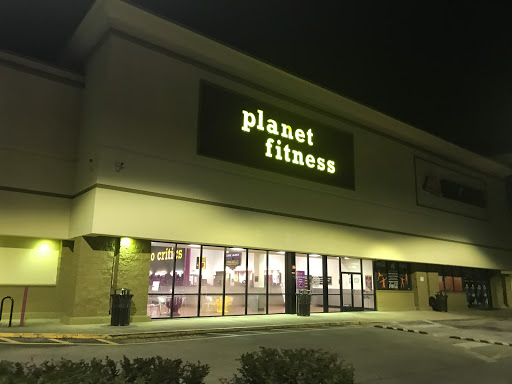 planet
fitness
o critics